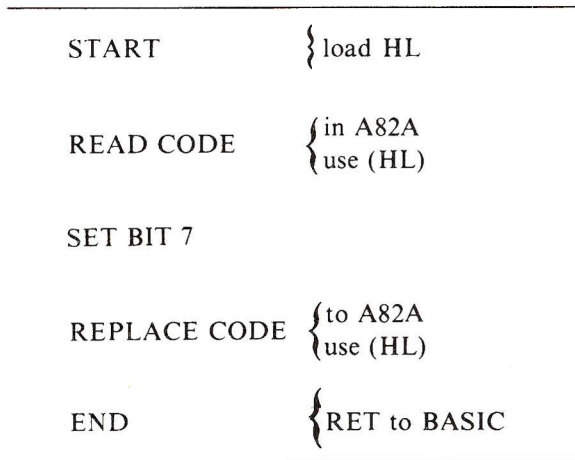 START { load HL
READ CODE { in A82A
use (HL)
SET BIT 7
REPLACE CODE { to A82A
use (HL)
END { RET to BASIC